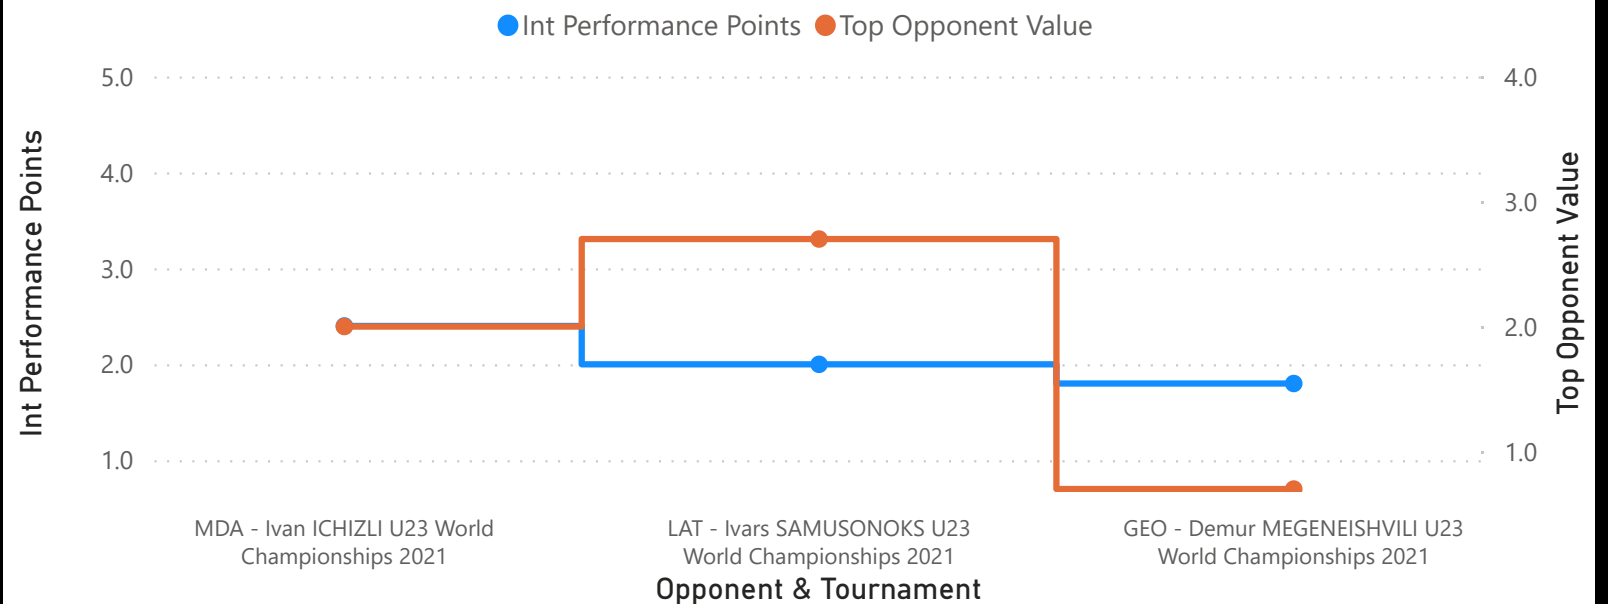 Int Performance Points Top Opponent Value
Int Performance Points
5.0
4.0
3.0
2.0
1.0
4.0
3.0
2.0
1.0
Top Opponent Value
MDA - Ivan ICHIZLI U23 World
Championships 2021
LAT - Ivars SAMUSONOKS U23
World Championships 2021
GEO - Demur MEGENEISHVILI U23
World Championships 2021
Opponent & Tournament